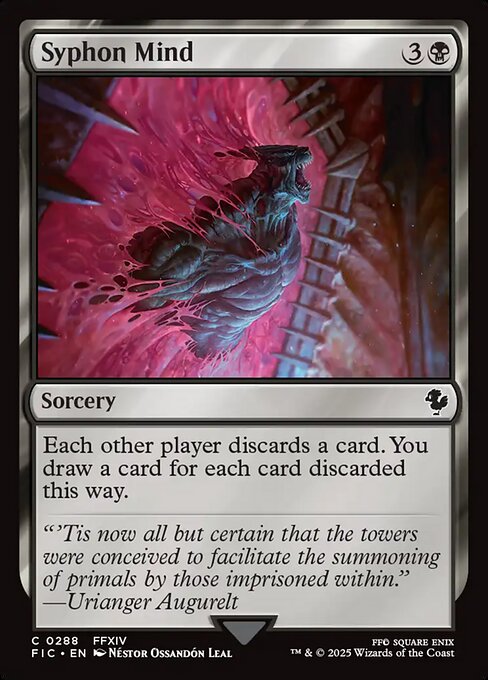 Syphon Mind 3
Sorcery
Each other player discards a card. You
draw a card for each card discarded
this way.
“’Tis now all but certain that the towers
were conceived to facilitate the summoning
of primals by those imprisoned within.”
—Urianger Augurelt
C 0288 FFXIV
FIC • EN Néstor Ossandón Leal
FF© SQUARE ENIX
™ & © 2025 Wizards of the Coast